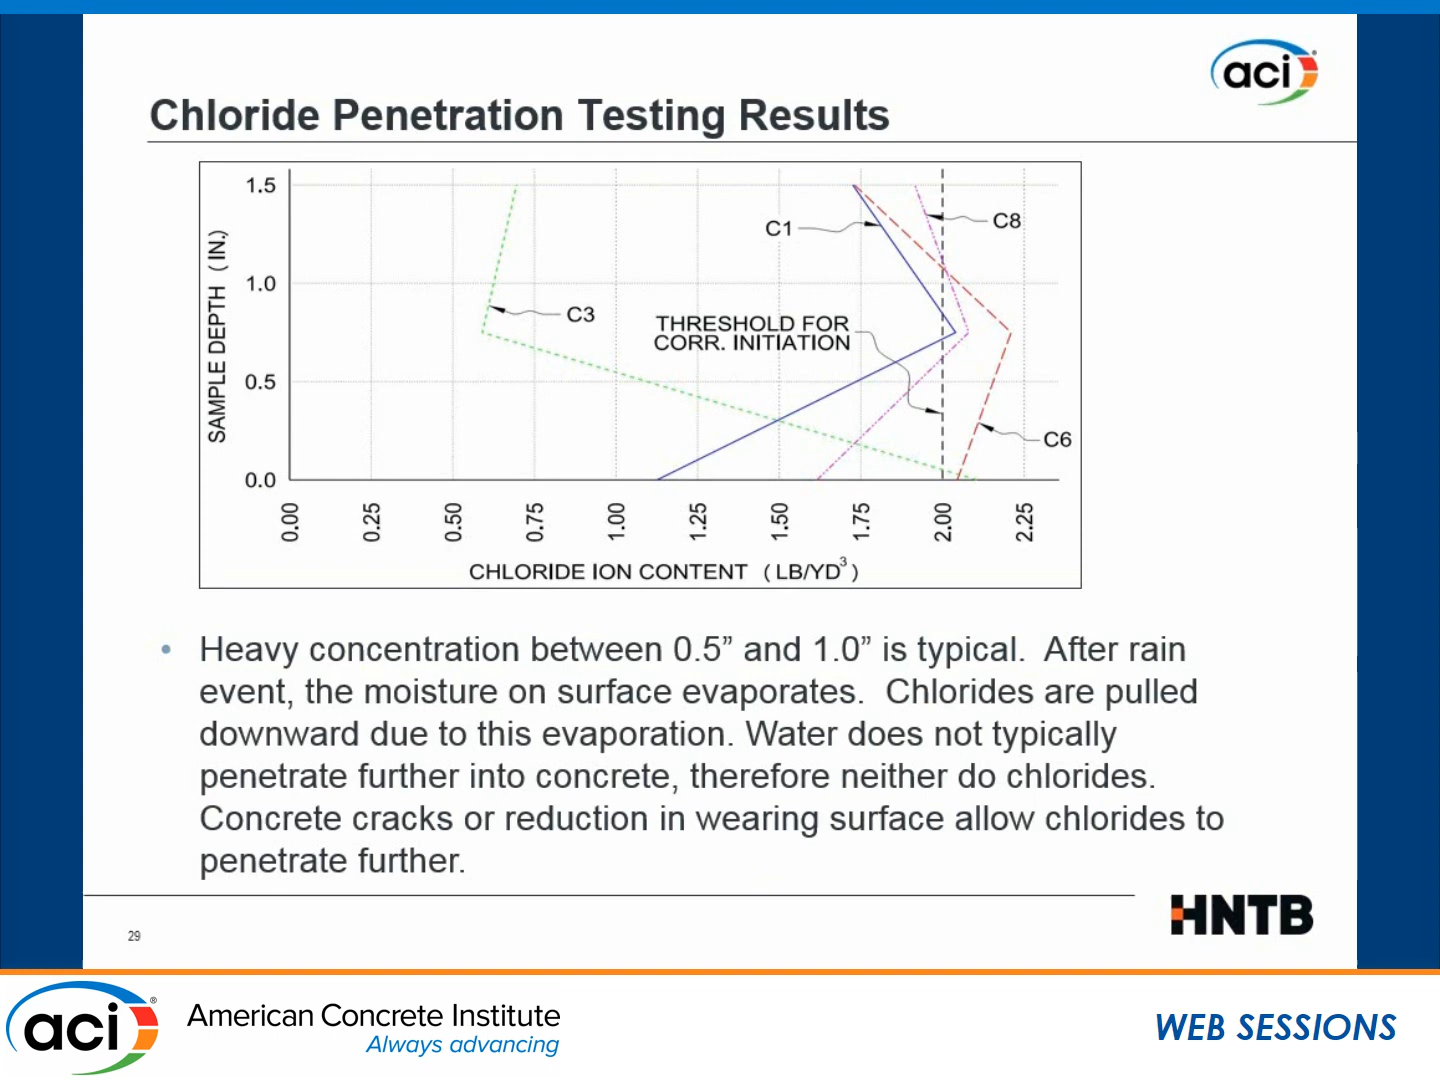 aci
Chloride Penetration Testing Results
1.5
1.0
0.5
0.0
SAMPLE DEPTH (IN.)
C1
C8
C3
THRESHOLD FOR
CORR. INITIATION
C6
0.00
0.25
0.50
0.75
1.00
1.25
1.50
1.75
2.00
2.25
CHLORIDE ION CONTENT (LB/YD³)
• Heavy concentration between 0.5” and 1.0” is typical. After rain
event, the moisture on surface evaporates. Chlorides are pulled
downward due to this evaporation. Water does not typically
penetrate further into concrete, therefore neither do chlorides.
Concrete cracks or reduction in wearing surface allow chlorides to
penetrate further.
29
HNTB
aci®
American Concrete Institute
Always advancing
WEB SESSIONS